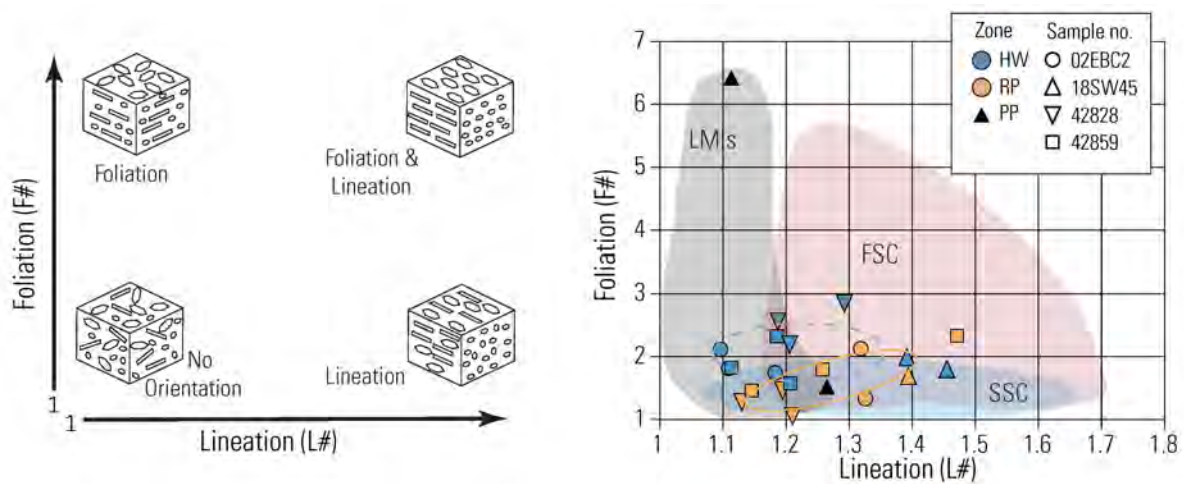 Foliation (F#)
Foliation
Foliation &
Lineation
No
Orientation
Lineation
1
1
Lineation (L#)
Foliation (F#)
7
6
5
4
3
2
1
LM.s
FSC
SSC
Zone
HW
RP
PP
Sample no.
02EBC2
18SW45
42828
42859
1 1.1 1.2 1.3 1.4 1.5 1.6 1.7 1.8
Lineation (L#)